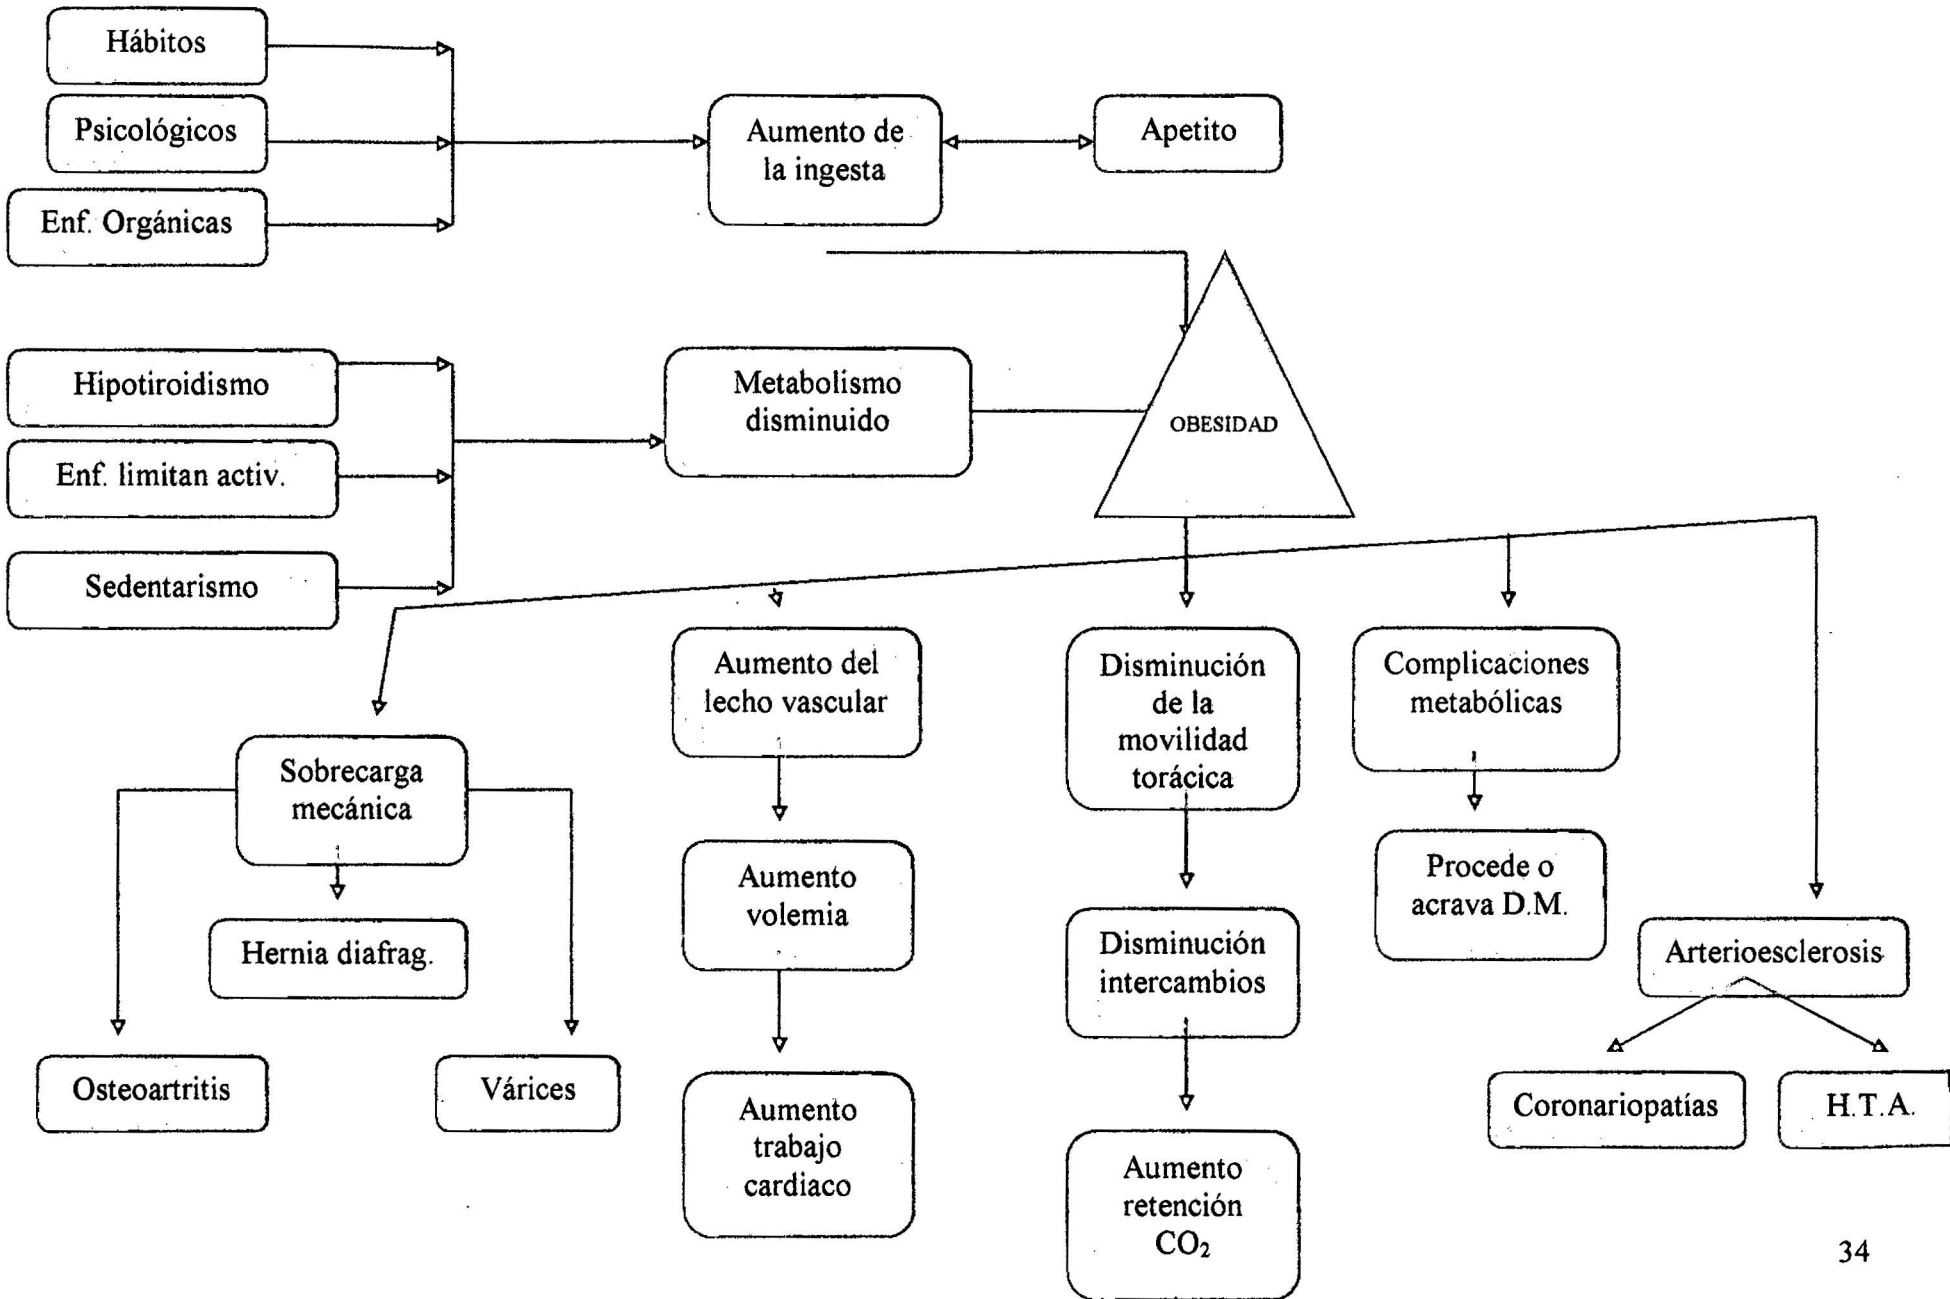 Hábitos
Psicológicos
Enf. Orgánicas
Aumento de
la ingesta
Apetito
Hipotiroidismo
Enf. limitan activ.
Sedentarismo
Metabolismo
disminuido
OBESIDAD
Sobrecarga
mecánica
Hernia diafrag.
Osteoartritis
Várices
Aumento del
lecho vascular
Aumento
volemia
Aumento
trabajo
cardiaco
Disminución
de la
movilidad
torácica
Disminución
intercambios
Aumento
retención
CO₂
Complicaciones
metabólicas
Procede o
acrava D.M.
Arterioesclerosis
Coronariopatías
H.T.A.
34